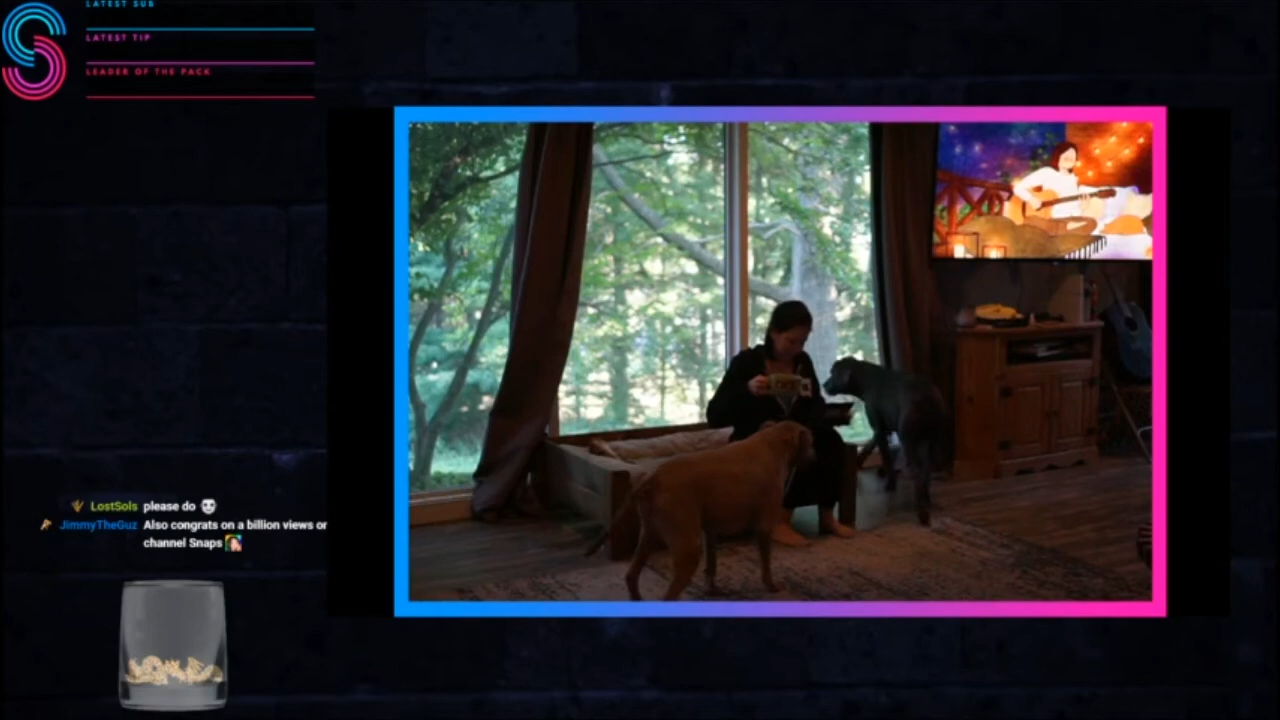 LATEST SUB
LATEST TIP
LEADER OF THE PACK
LostSols please do
JimmyTheGuz Also congrats on a billion views on
channel Snaps